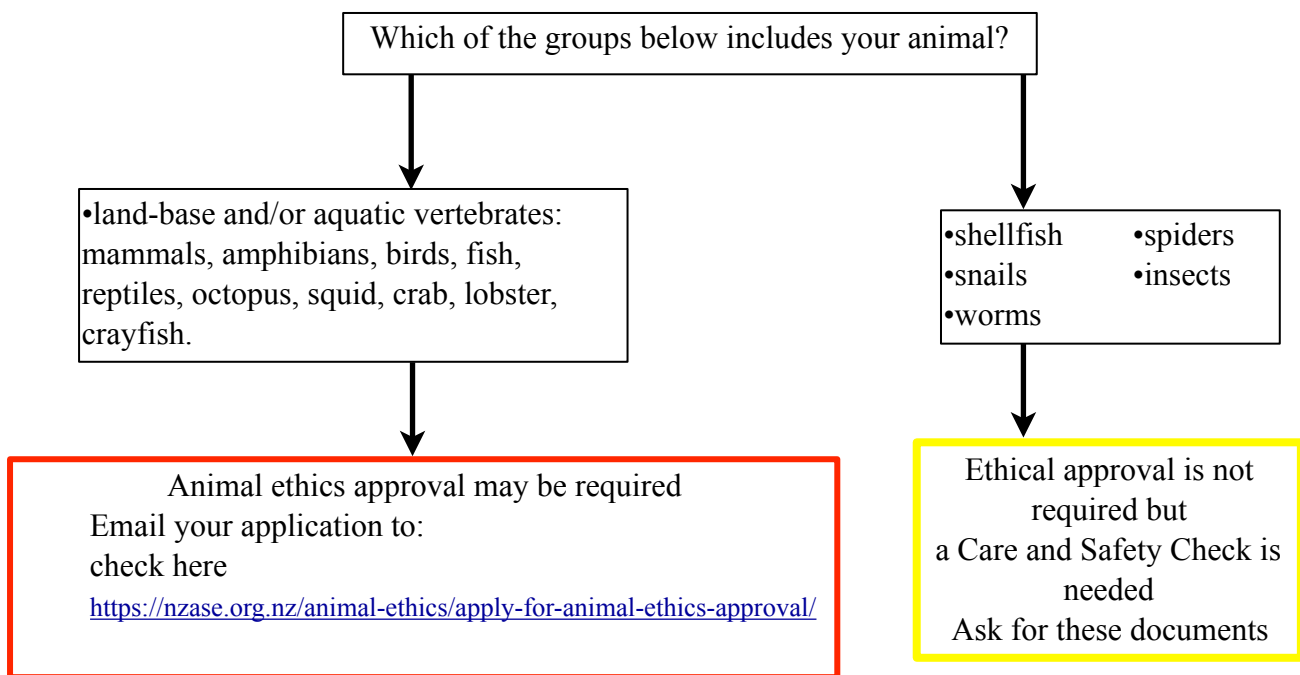 Which of the groups below includes your animal?
•land-base and/or aquatic vertebrates:
mammals, amphibians, birds, fish,
reptiles, octopus, squid, crab, lobster,
crayfish.
•shellfish •spiders
•snails •insects
•worms
Animal ethics approval may be required
Email your application to:
check here
https://nzase.org.nz/animal-ethics/apply-for-animal-ethics-approval/
Ethical approval is not
required but
a Care and Safety Check is
needed
Ask for these documents